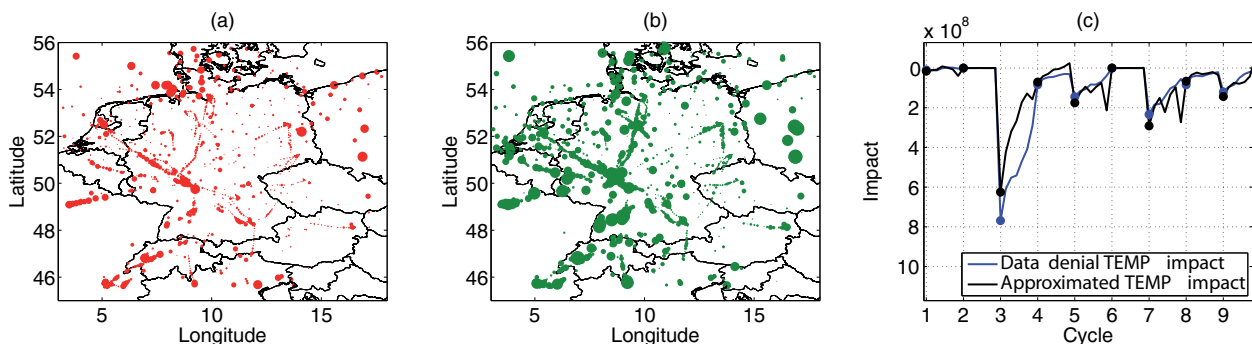 (a)
56
54
52
50
48
46
Latitude
5 10 15
Longitude
(b)
56
54
52
50
48
46
Latitude
5 10 15
Longitude
(c)
x 10⁸
0
2
4
6
8
10
Impact
Data denial TEMP impact
Approximated TEMP impact
1 2 3 4 5 6 7 8 9
Cycle